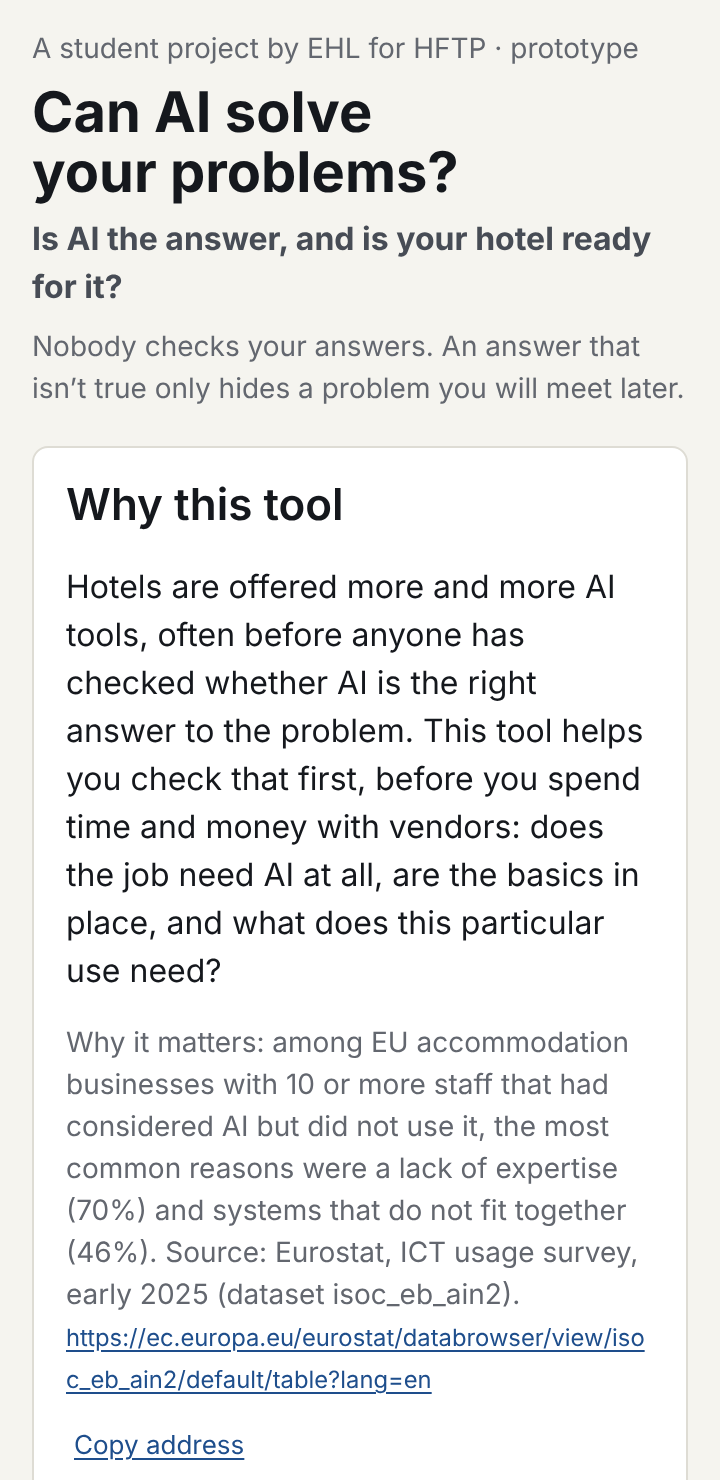 A student project by EHL for HFTP · prototype
Can AI solve
your problems?
Is AI the answer, and is your hotel ready
for it?
Nobody checks your answers. An answer that
isn’t true only hides a problem you will meet later.
Why this tool
Hotels are offered more and more AI
tools, often before anyone has
checked whether AI is the right
answer to the problem. This tool helps
you check that first, before you spend
time and money with vendors: does
the job need AI at all, are the basics in
place, and what does this particular
use need?
Why it matters: among EU accommodation
businesses with 10 or more staff that had
considered AI but did not use it, the most
common reasons were a lack of expertise
(70%) and systems that do not fit together
(46%). Source: Eurostat, ICT usage survey,
early 2025 (dataset isoc_eb_ain2).
https://ec.europa.eu/eurostat/databrowser/view/iso
c_eb_ain2/default/table?lang=en
Copy address